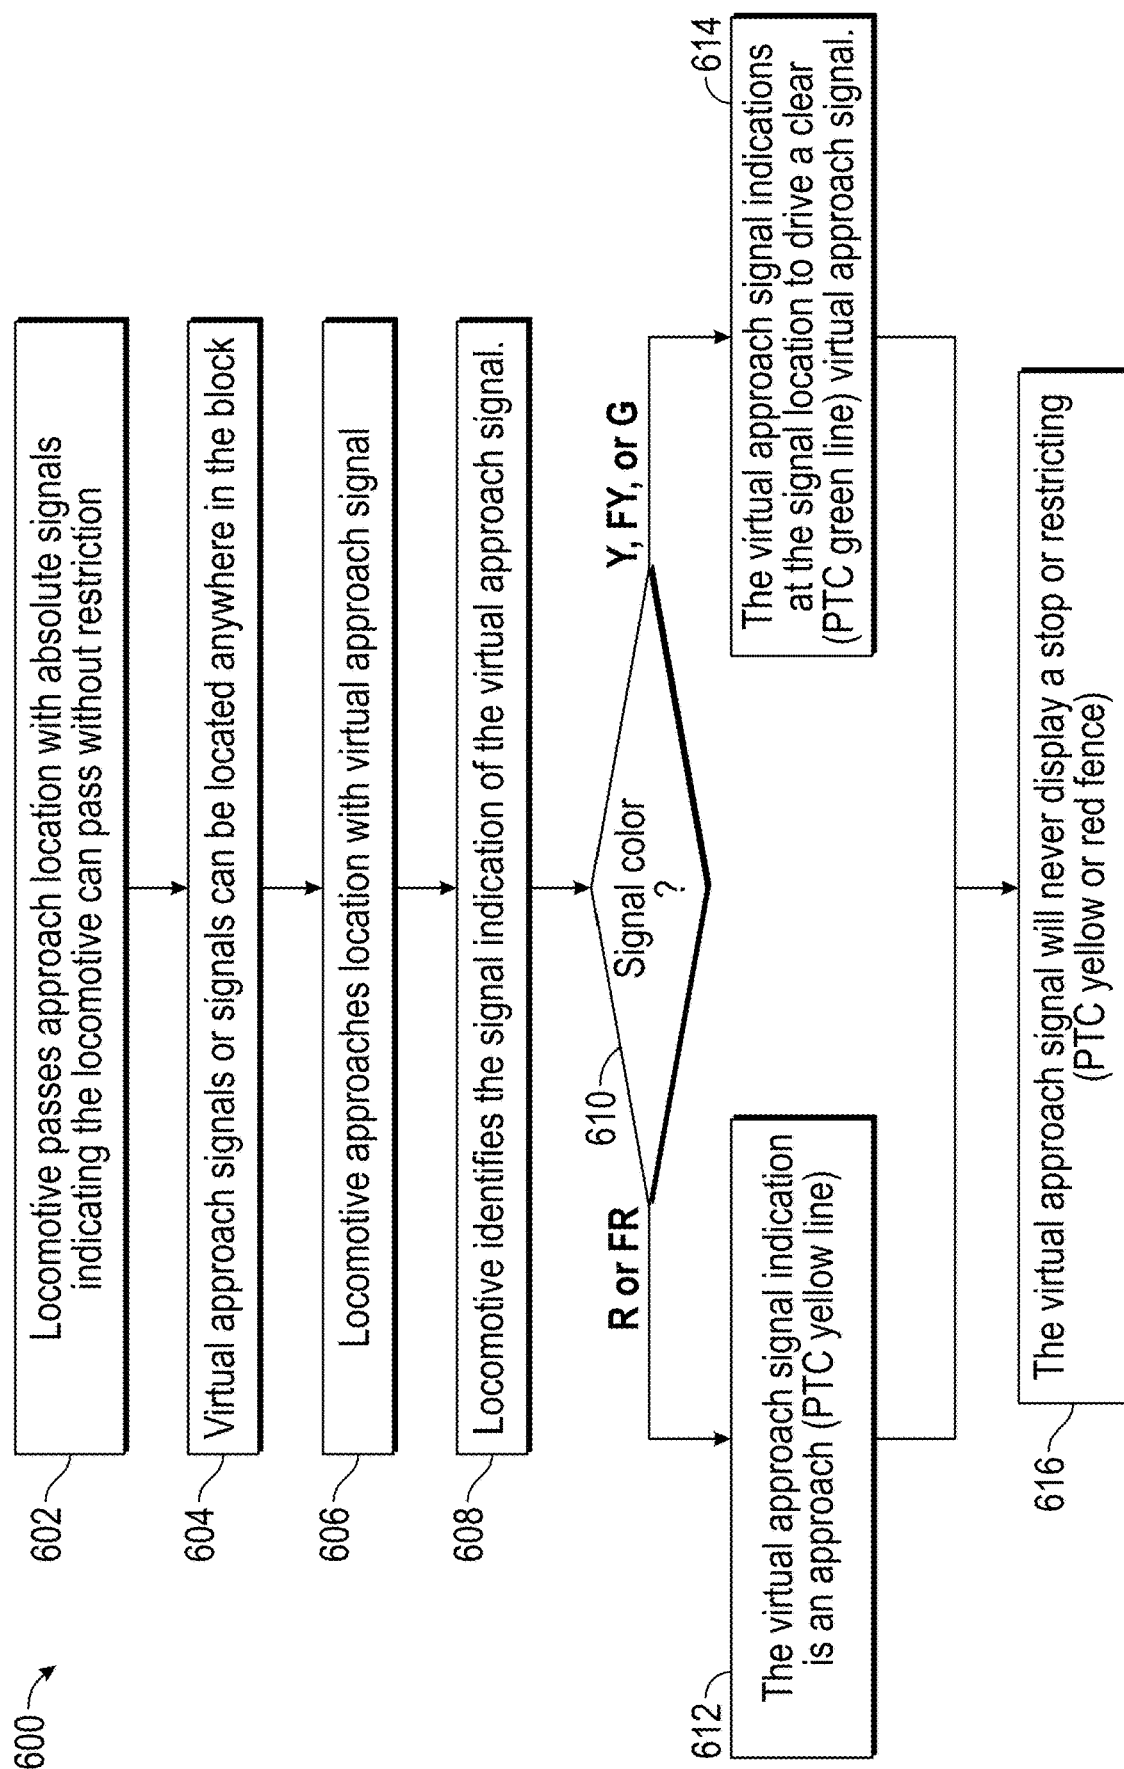 600
602
Locomotive passes approach location with absolute signals
indicating the locomotive can pass without restriction
604
Virtual approach signals or signals can be located anywhere in the block
606
Locomotive approaches location with virtual approach signal
608
Locomotive identifies the signal indication of the virtual approach signal.
610
Signal color
?
R or FR
Y, FY, or G
612
The virtual approach signal indication
is an approach (PTC yellow line)
614
The virtual approach signal indications
at the signal location to drive a clear
(PTC green line) virtual approach signal.
616
The virtual approach signal will never display a stop or restricting
(PTC yellow or red fence)